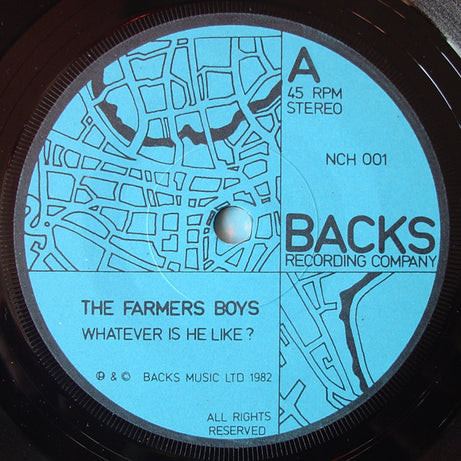 A
45 RPM
STEREO
NCH 001
BACKS
RECORDING COMPANY
THE FARMERS BOYS
WHATEVER IS HE LIKE?
℗ & © BACKS MUSIC LTD 1982
ALL RIGHTS
RESERVED